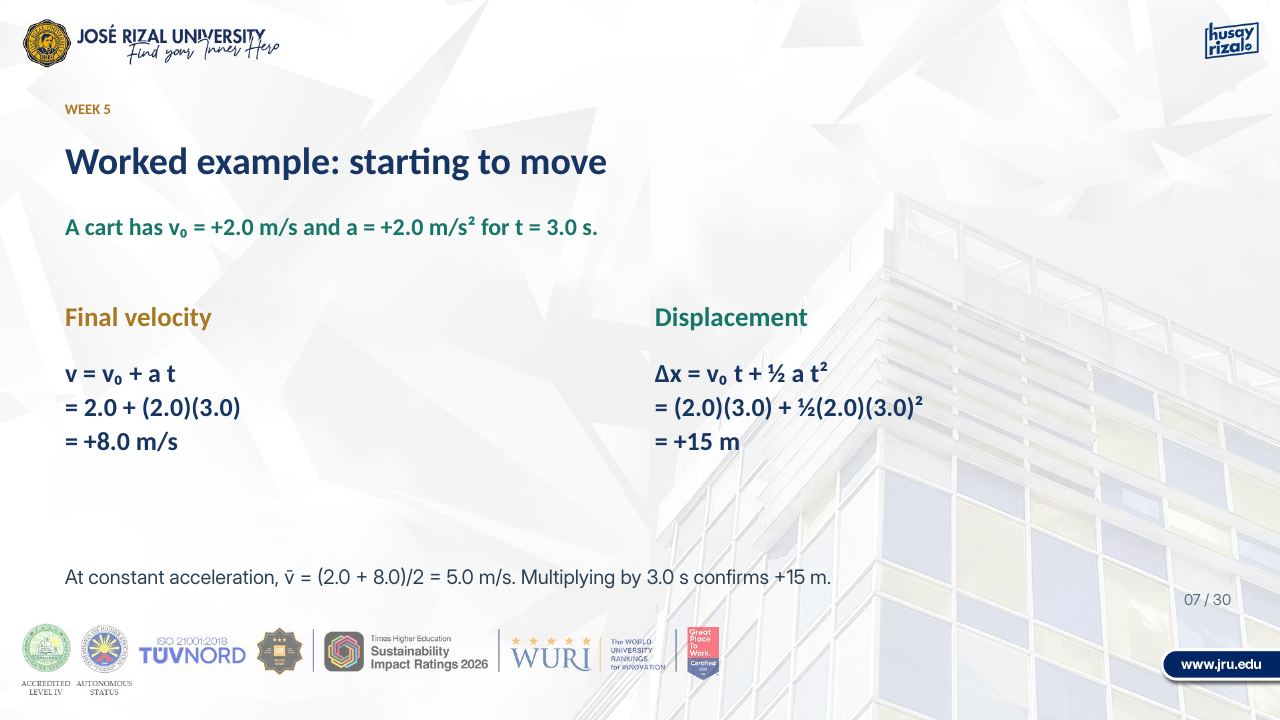 JOSÉ RIZAL UNIVERSITY
Find your Inner Hero
husay
rizal
WEEK 5
Worked example: starting to move
A cart has v₀ = +2.0 m/s and a = +2.0 m/s² for t = 3.0 s.
Final velocity
v = v₀ + a t
= 2.0 + (2.0)(3.0)
= +8.0 m/s
Displacement
Δx = v₀ t + ½ a t²
= (2.0)(3.0) + ½(2.0)(3.0)²
= +15 m
At constant acceleration, v̄ = (2.0 + 8.0)/2 = 5.0 m/s. Multiplying by 3.0 s confirms +15 m.
07 / 30
ACCREDITED
LEVEL IV
AUTONOMOUS
STATUS
ISO 21001:2018
TÜVNORD
Times Higher Education
Sustainability
Impact Ratings 2026
WURI
The WORLD
UNIVERSITY
RANKINGS
for INNOVATION
Great
Place
To
Work.
Certified
www.jru.edu